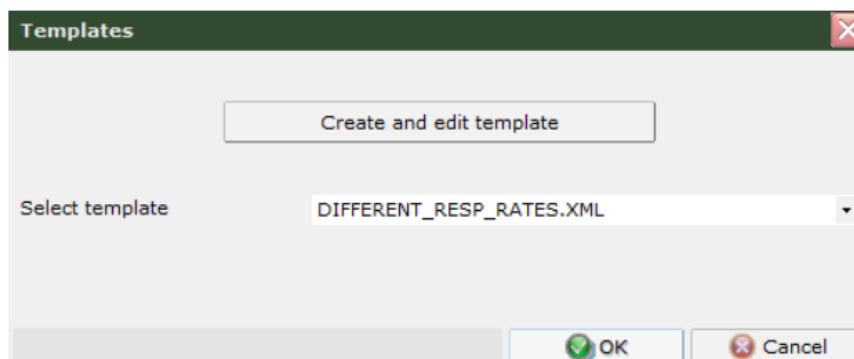 Templates
Create and edit template
Select template DIFFERENT_RESP_RATES.XML
OK Cancel